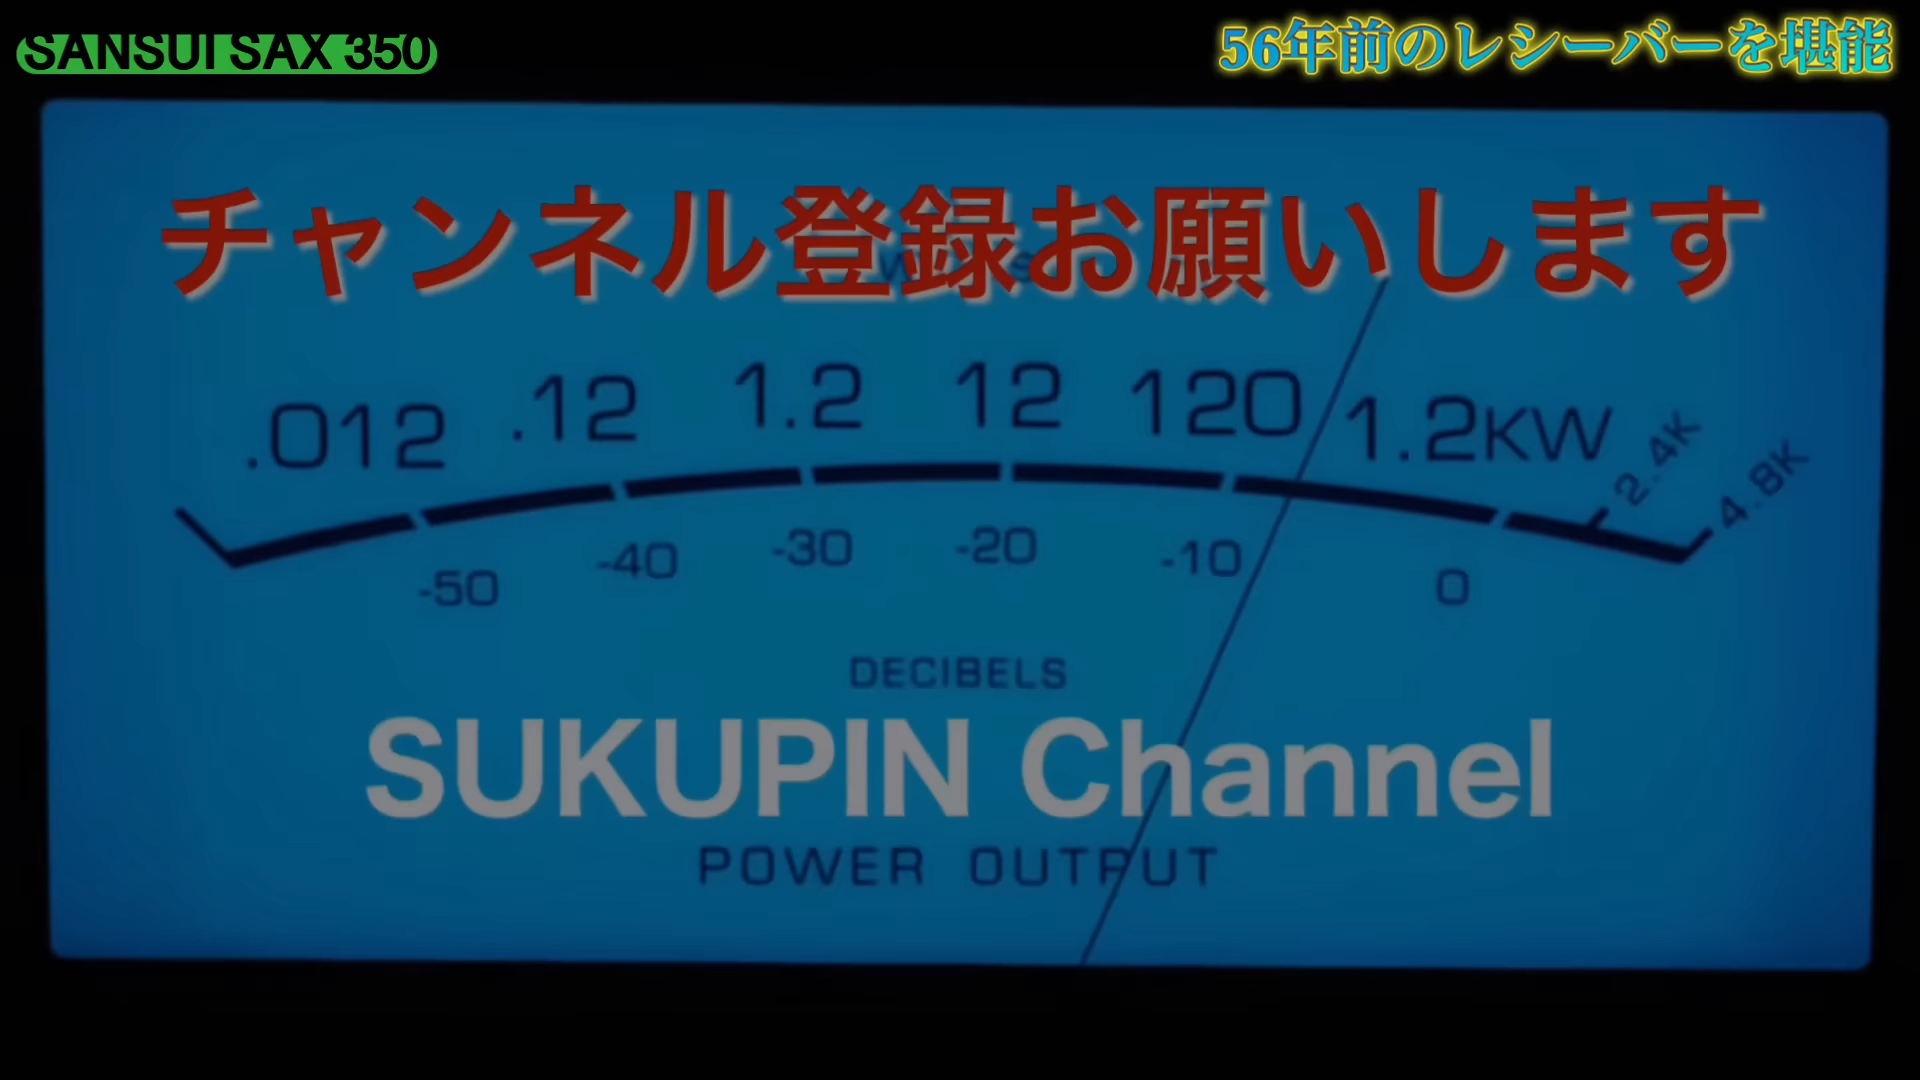 SANSUI SAX 350
56年前のレシーバーを堪能
チャンネル登録お願いします
.012 .12 1.2 12 120 1.2KW 2.4K 4.8K
-50 -40 -30 -20 -10 0
DECIBELS
SUKUPIN Channel
POWER OUTPUT